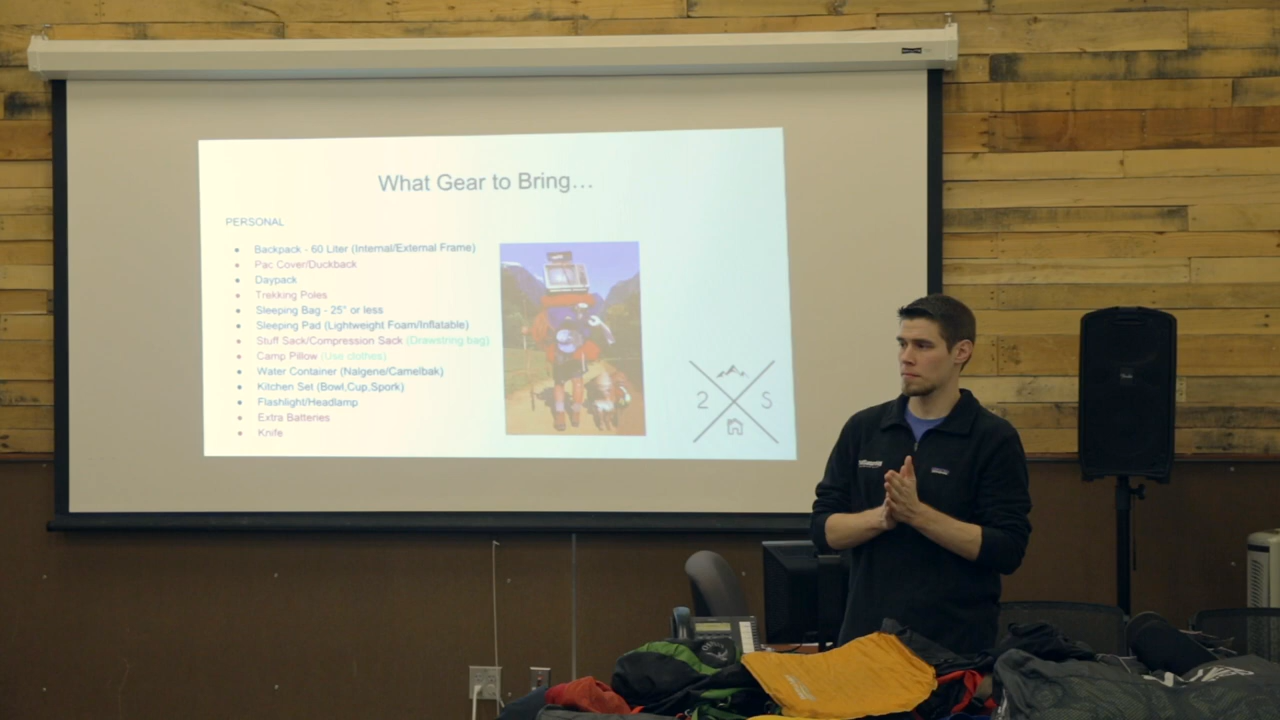 What Gear to Bring…
PERSONAL
Backpack - 60 Liter (Internal/External Frame)
Pac Cover/Duckback
Daypack
Trekking Poles
Sleeping Bag - 25° or less
Sleeping Pad (Lightweight Foam/Inflatable)
Stuff Sack/Compression Sack (Drawstring bag)
Camp Pillow (Use clothes)
Water Container (Nalgene/Camelbak)
Kitchen Set (Bowl,Cup,Spork)
Flashlight/Headlamp
Extra Batteries
Knife
2 S